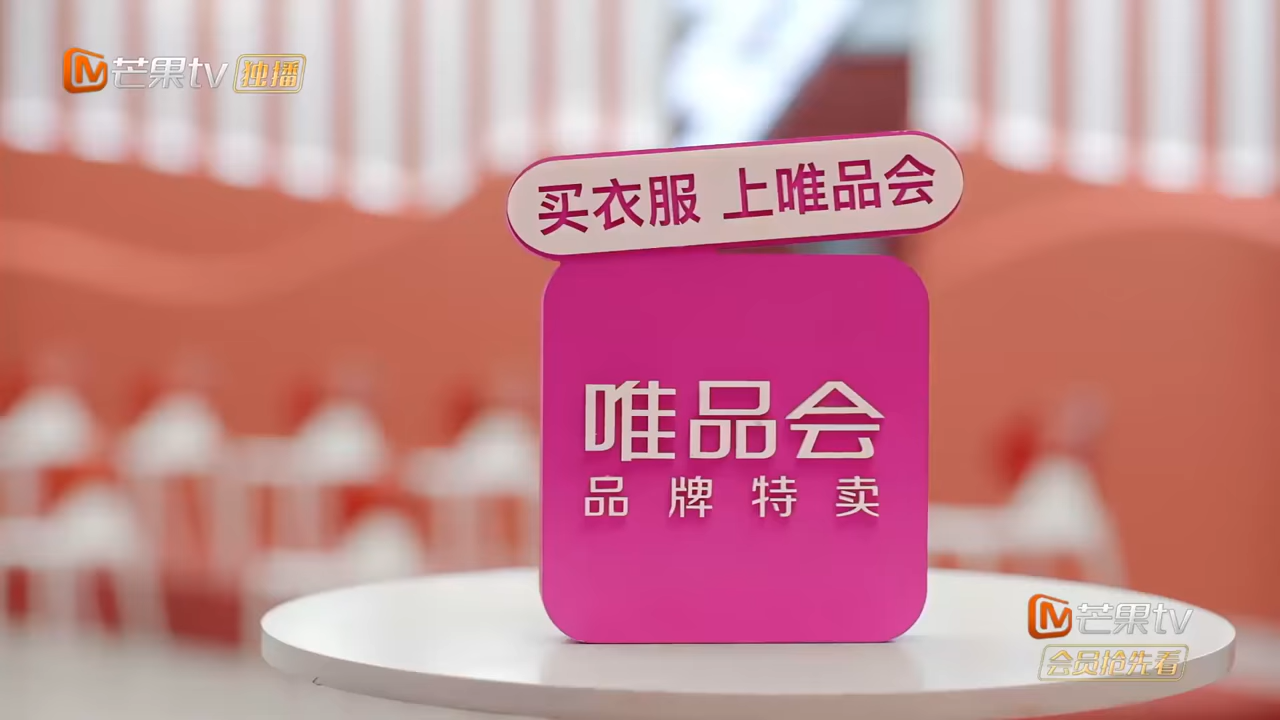 芒果tv 独播
买衣服 上唯品会
唯品会
品牌特卖
芒果tv
会员抢先看